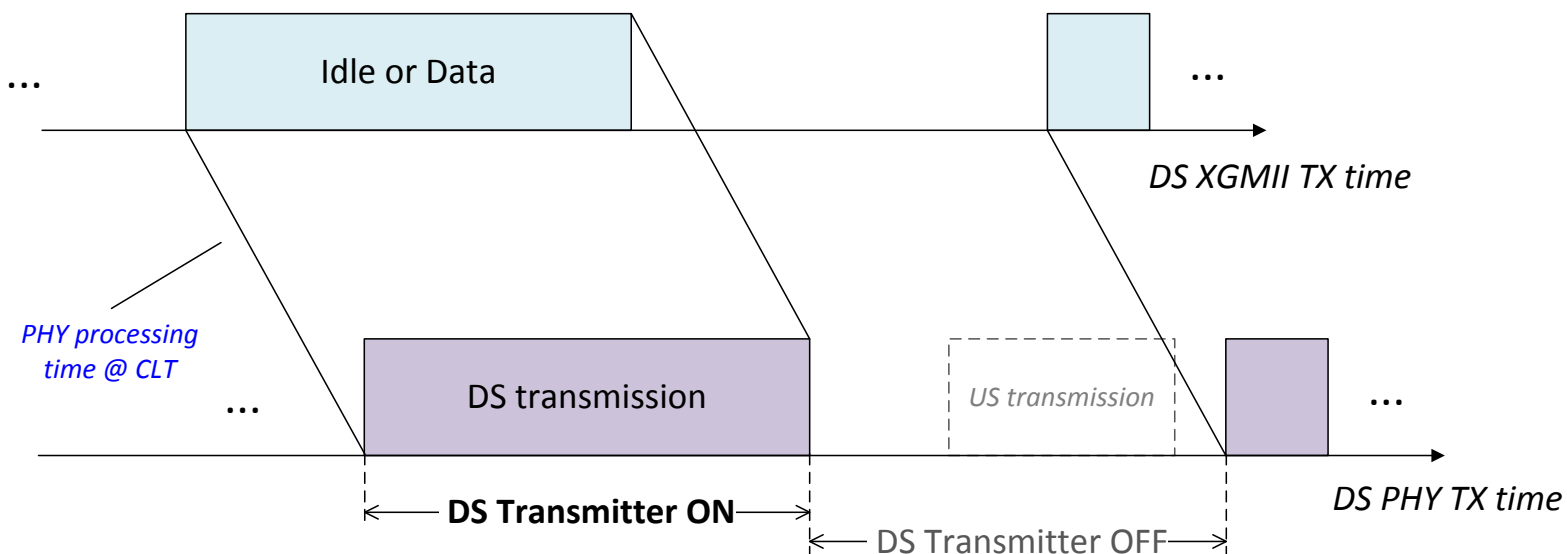 ...
Idle or Data
...
DS XGMII TX time
PHY processing
time @ CLT
...
DS transmission
US transmission
...
DS PHY TX time
DS Transmitter ON
DS Transmitter OFF